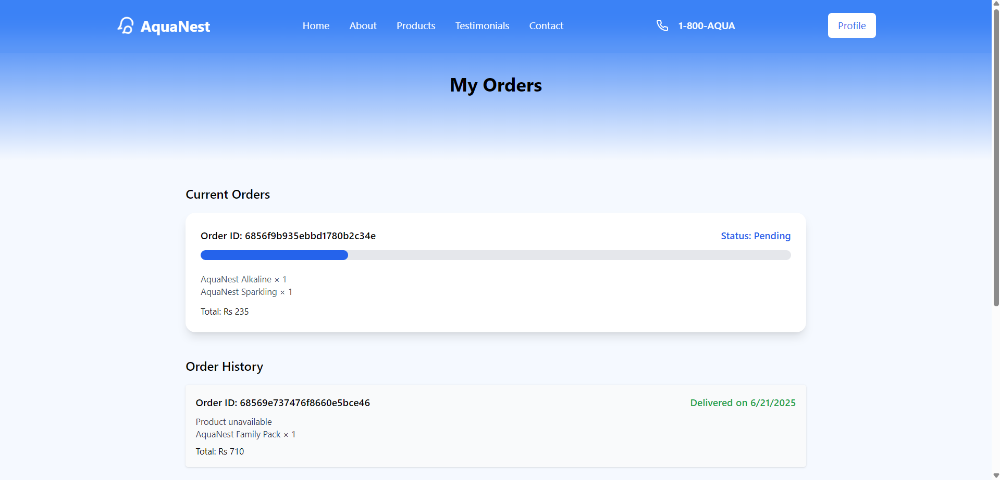 AquaNest
Home About Products Testimonials Contact
1-800-AQUA
Profile
My Orders
Current Orders
Order ID: 6856f9b935ebbd1780b2c34e
Status: Pending
AquaNest Alkaline × 1
AquaNest Sparkling × 1
Total: Rs 235
Order History
Order ID: 68569e737476f8660e5bce46
Delivered on 6/21/2025
Product unavailable
AquaNest Family Pack × 1
Total: Rs 710